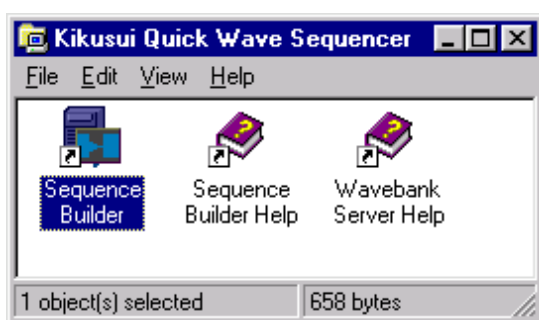 Kikusui Quick Wave Sequencer
File Edit View Help
Sequence Builder
Sequence Builder Help
Wavebank Server Help
1 object(s) selected 658 bytes